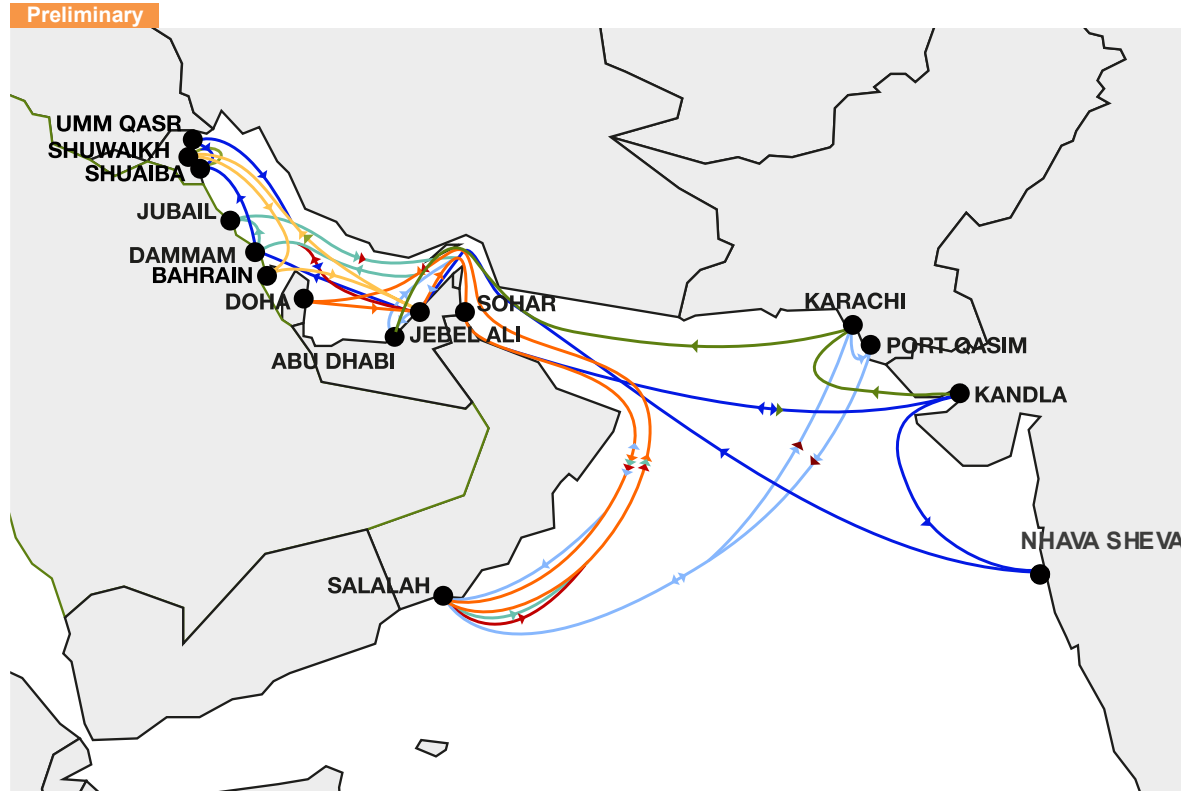 Preliminary
UMM QASR
SHUWAIKH
SHUAIBA
JUBAIL
DAMMAM
BAHRAIN
DOHA
SOHAR
JEBEL ALI
ABU DHABI
KARACHI
PORT QASIM
KANDLA
NHAVA SHEVA
SALALAH